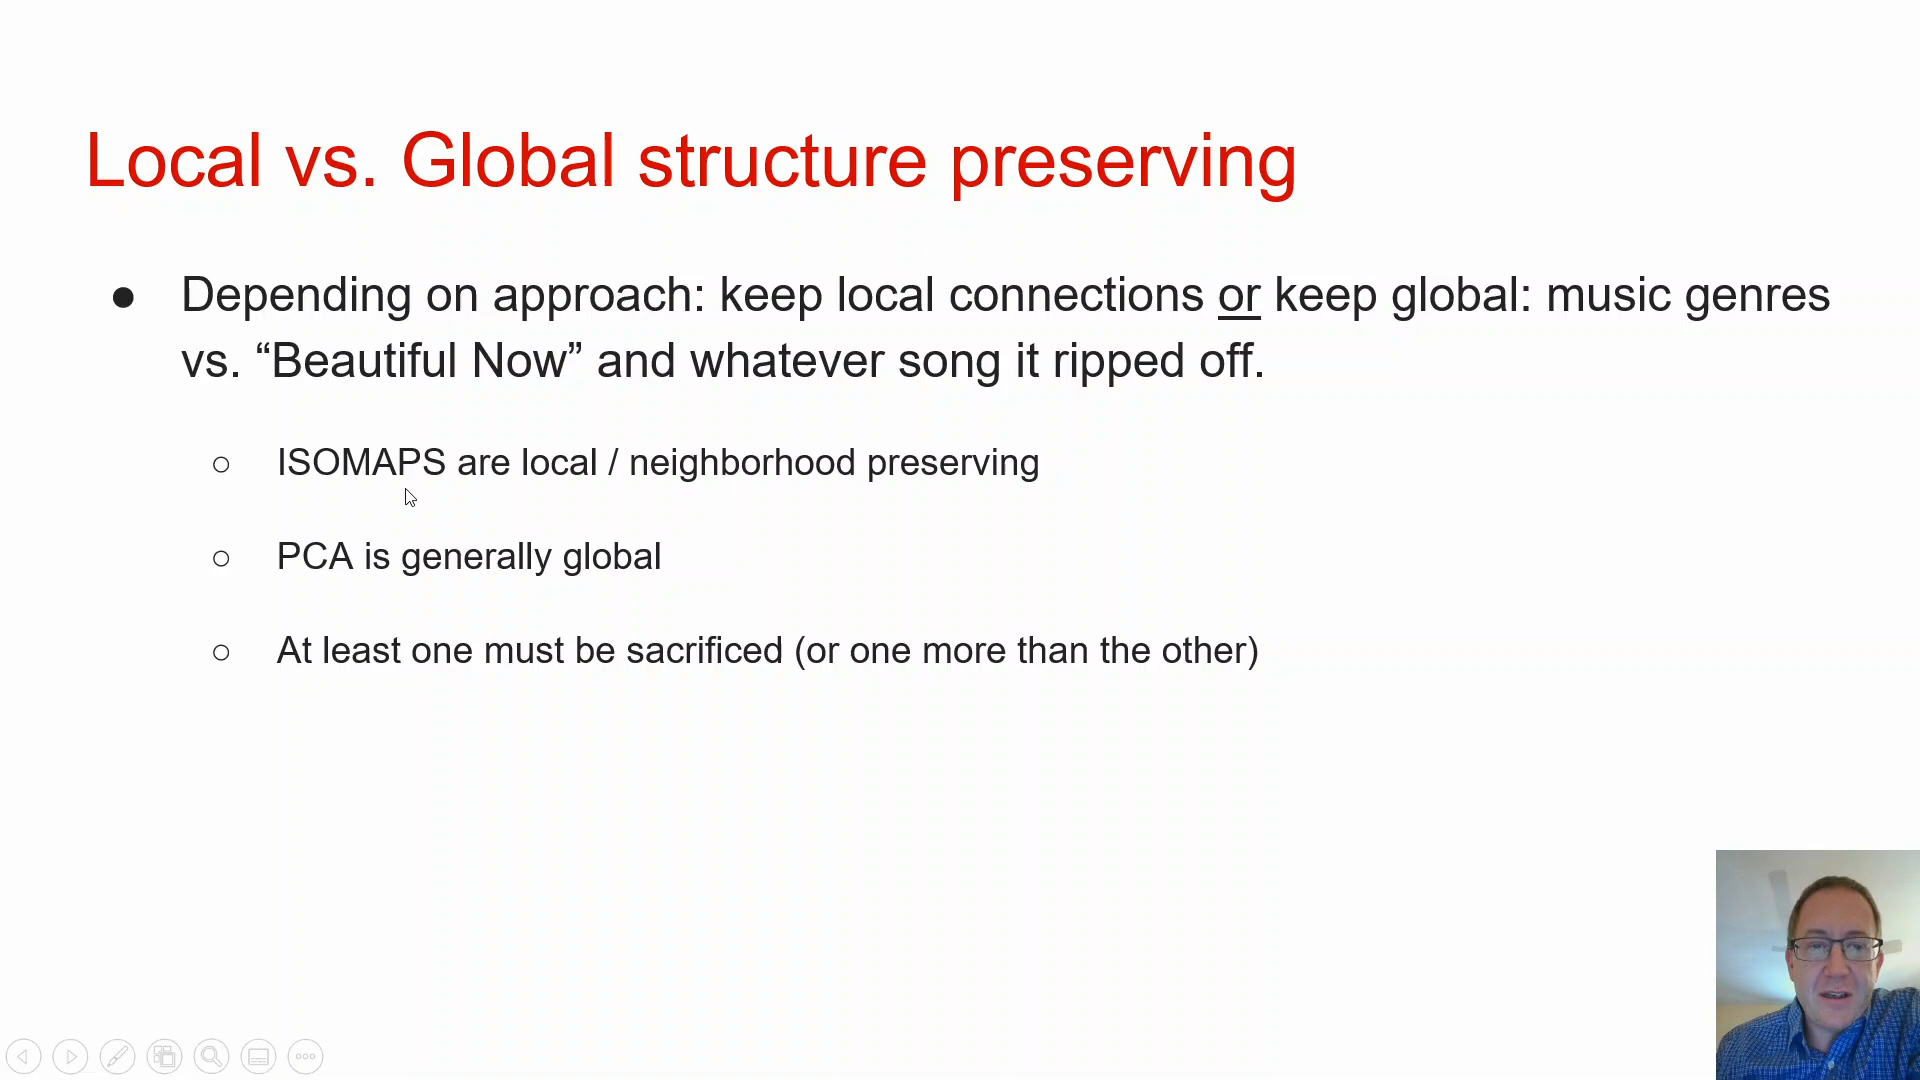 Local vs. Global structure preserving
● Depending on approach: keep local connections or keep global: music genres
vs. “Beautiful Now” and whatever song it ripped off.
○ ISOMAPS are local / neighborhood preserving
○ PCA is generally global
○ At least one must be sacrificed (or one more than the other)